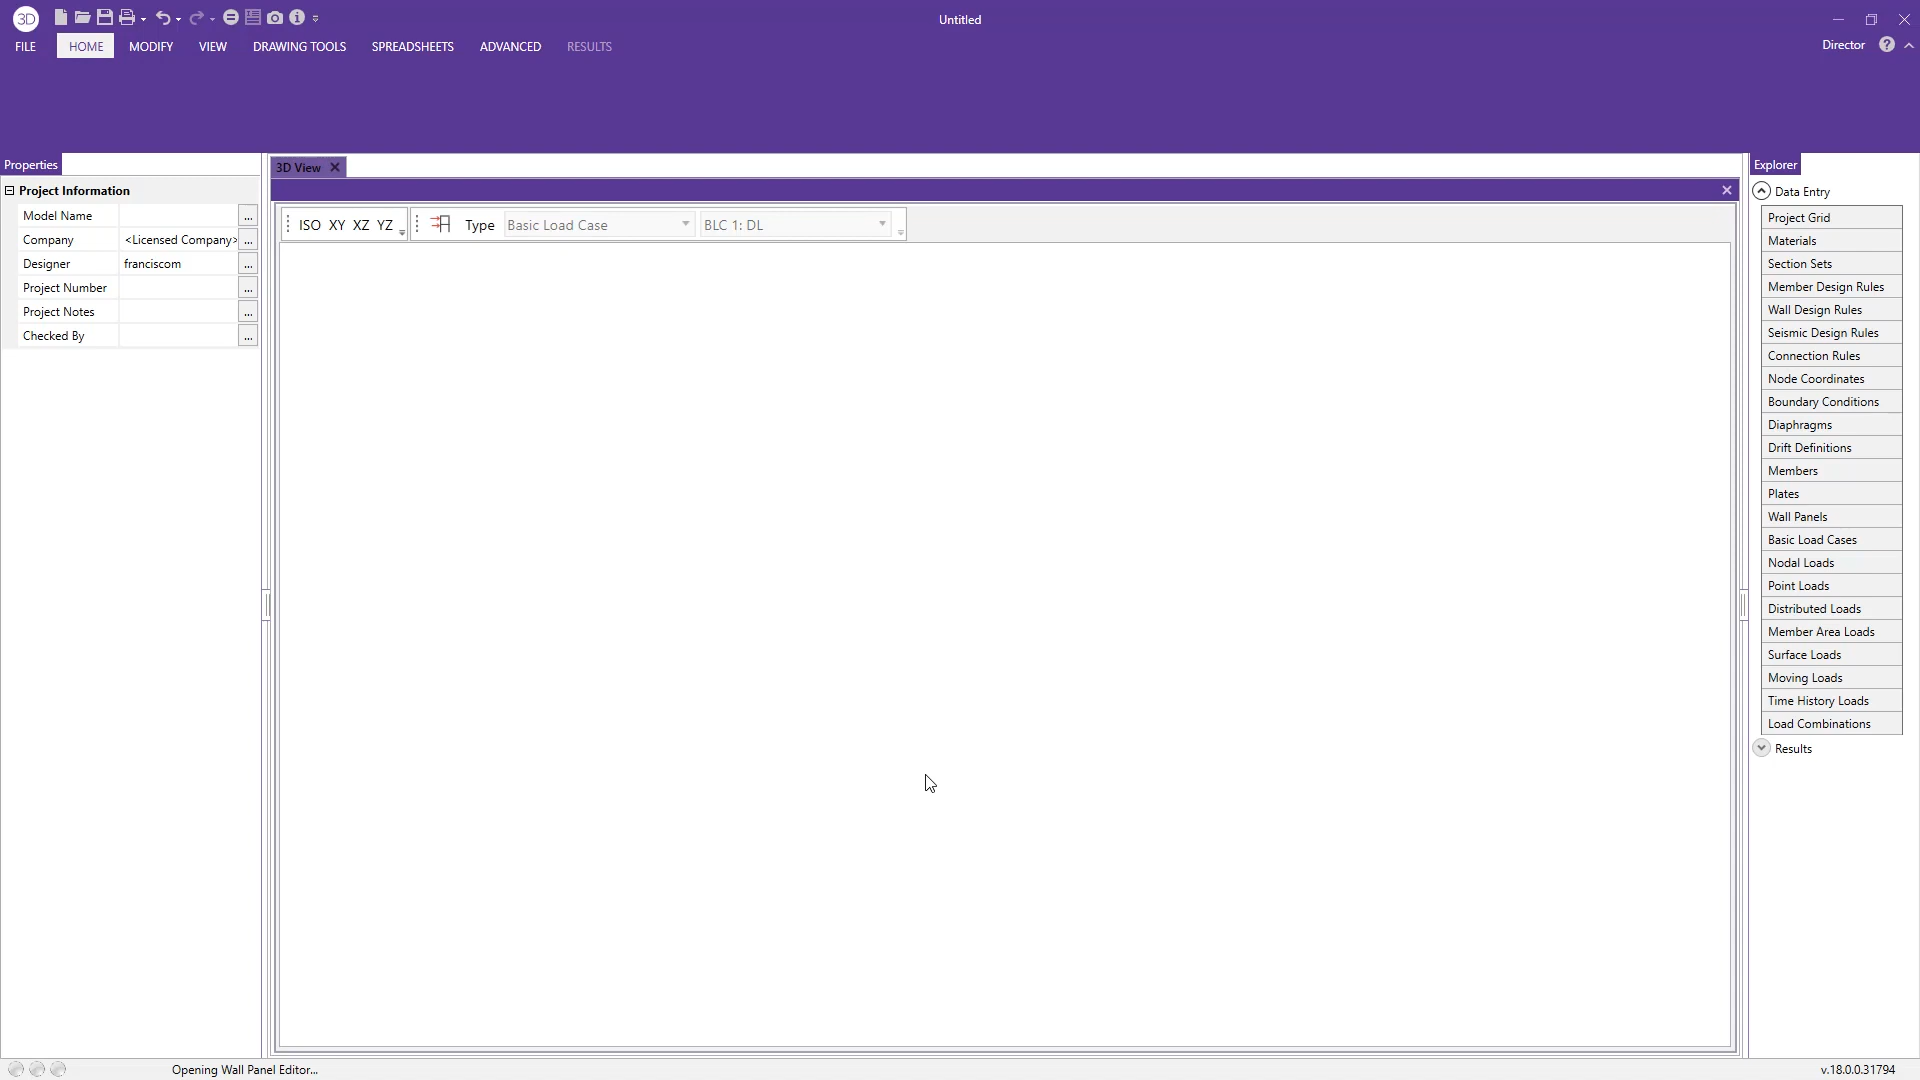 3D
Untitled
FILE HOME MODIFY VIEW DRAWING TOOLS SPREADSHEETS ADVANCED RESULTS
Director ?
Properties
Project Information
Model Name ...
Company <Licensed Company> ...
Designer franciscom ...
Project Number ...
Project Notes ...
Checked By ...
3D View
ISO XY XZ YZ Type Basic Load Case BLC 1: DL
Explorer
Data Entry
Project Grid
Materials
Section Sets
Member Design Rules
Wall Design Rules
Seismic Design Rules
Connection Rules
Node Coordinates
Boundary Conditions
Diaphragms
Drift Definitions
Members
Plates
Wall Panels
Basic Load Cases
Nodal Loads
Point Loads
Distributed Loads
Member Area Loads
Surface Loads
Moving Loads
Time History Loads
Load Combinations
Results
Opening Wall Panel Editor...
v.18.0.0.31794